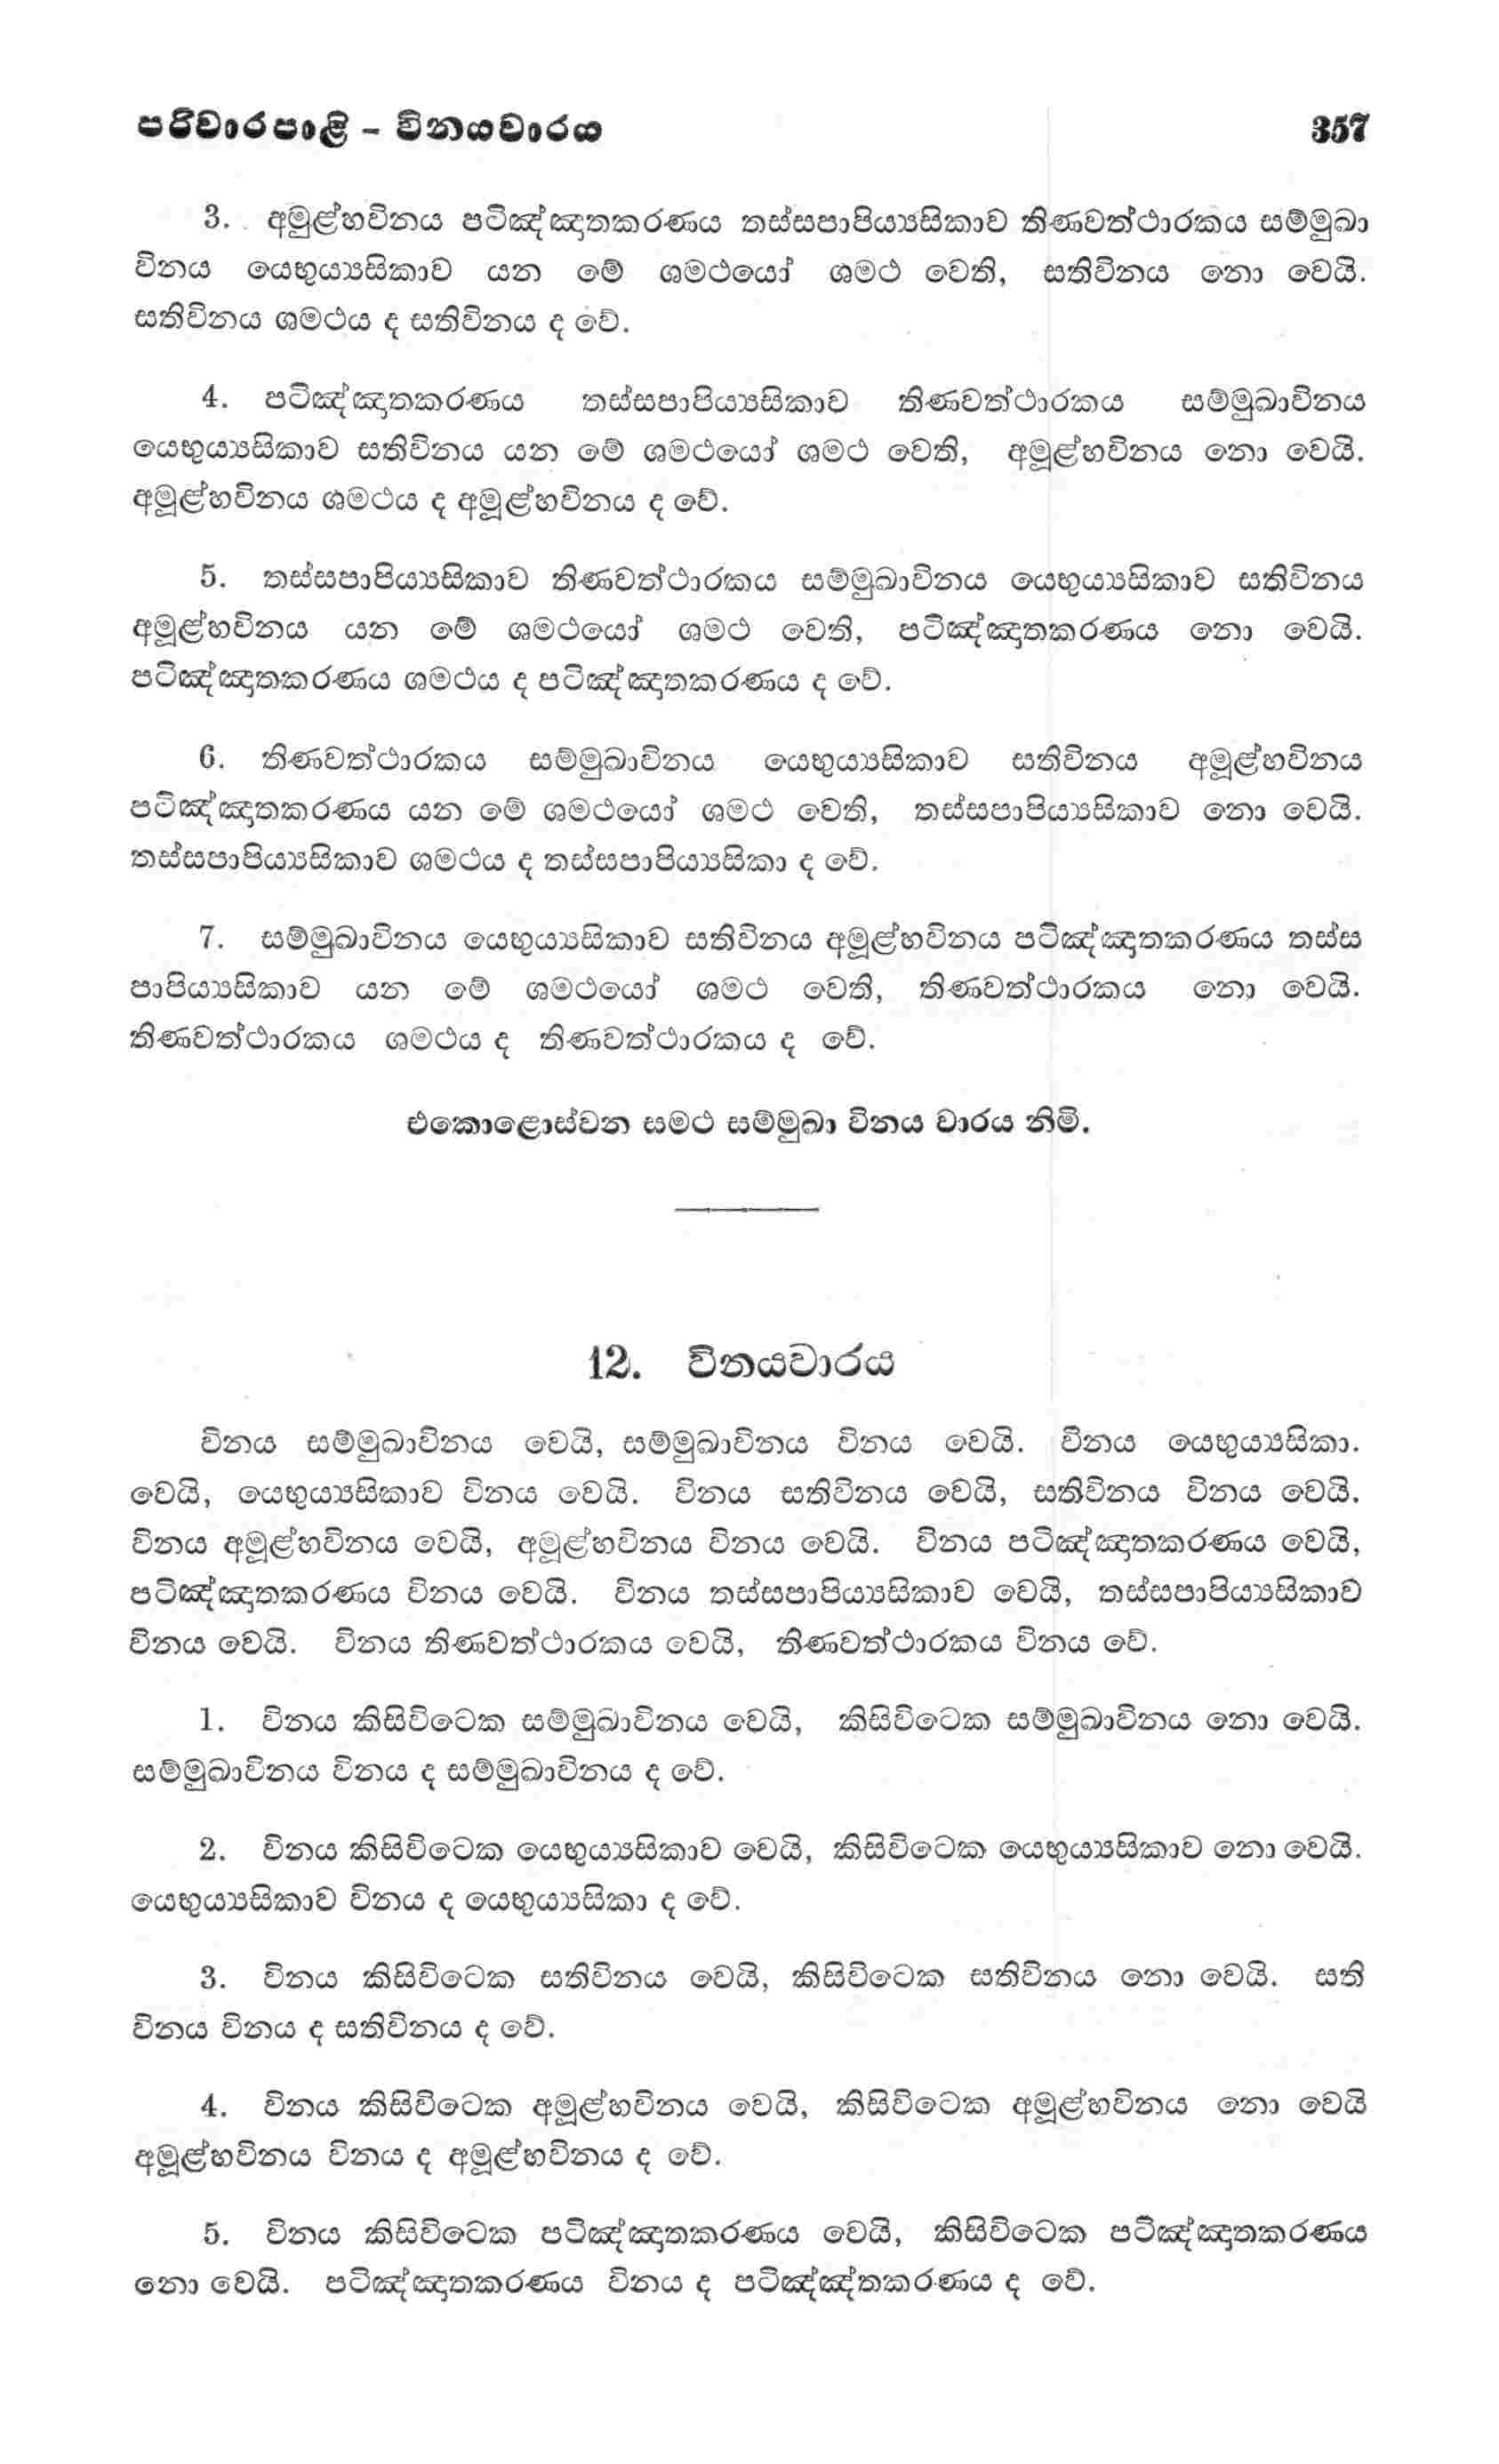 පරිවාරපාළි - විනයවාරය 357
3. අමුළ්හවිනය පටිඤ්ඤාතකරණය තස්සපාපිය්‍යසිකාව තිණවත්ථාරකය සම්මුඛා
විනය යෙභුය්‍යසිකාව යන මේ ශමථයෝ ශමථ වෙති, සතිවිනය නො වෙයි.
සතිවිනය ශමථය ද සතිවිනය ද වේ.
4. පටිඤ්ඤාතකරණය තස්සපාපිය්‍යසිකාව තිණවත්ථාරකය සම්මුඛාවිනය
යෙභුය්‍යසිකාව සතිවිනය යන මේ ශමථයෝ ශමථ වෙති, අමූළ්හවිනය නො වෙයි.
අමූළ්හවිනය ශමථය ද අමූළ්හවිනය ද වේ.
5. තස්සපාපිය්‍යසිකාව තිණවත්ථාරකය සම්මුඛාවිනය යෙභුය්‍යසිකාව සතිවිනය
අමූළ්හවිනය යන මේ ශමථයෝ ශමථ වෙති, පටිඤ්ඤාතකරණය නො වෙයි.
පටිඤ්ඤාතකරණය ශමථය ද පටිඤ්ඤාතකරණය ද වේ.
6. තිණවත්ථාරකය සම්මුඛාවිනය යෙභුය්‍යසිකාව සතිවිනය අමූළ්හවිනය
පටිඤ්ඤාතකරණය යන මේ ශමථයෝ ශමථ වෙති, තස්සපාපිය්‍යසිකාව නො වෙයි.
තස්සපාපිය්‍යසිකාව ශමථය ද තස්සපාපිය්‍යසිකා ද වේ.
7. සම්මුඛාවිනය යෙභුය්‍යසිකාව සතිවිනය අමූළ්හවිනය පටිඤ්ඤාතකරණය තස්ස
පාපිය්‍යසිකාව යන මේ ශමථයෝ ශමථ වෙති, තිණවත්ථාරකය නො වෙයි.
තිණවත්ථාරකය ශමථය ද තිණවත්ථාරකය ද වේ.
එකොළොස්වන සමථ සම්මුඛා විනය වාරය නිමි.
12. විනයවාරය
විනය සම්මුඛාවිනය වෙයි, සම්මුඛාවිනය විනය වෙයි. විනය යෙභුය්‍යසිකා.
වෙයි, යෙභුය්‍යසිකාව විනය වෙයි. විනය සතිවිනය වෙයි, සතිවිනය විනය වෙයි.
විනය අමූළ්හවිනය වෙයි, අමූළ්හවිනය විනය වෙයි. විනය පටිඤ්ඤාතකරණය වෙයි,
පටිඤ්ඤාතකරණය විනය වෙයි. විනය තස්සපාපිය්‍යසිකාව වෙයි, තස්සපාපිය්‍යසිකාව
විනය වෙයි. විනය තිණවත්ථාරකය වෙයි, තිණවත්ථාරකය විනය වේ.
1. විනය කිසිවිටෙක සම්මුඛාවිනය වෙයි, කිසිවිටෙක සම්මුඛාවිනය නො වෙයි.
සම්මුඛාවිනය විනය ද සම්මුඛාවිනය ද වේ.
2. විනය කිසිවිටෙක යෙභුය්‍යසිකාව වෙයි, කිසිවිටෙක යෙභුය්‍යසිකාව නො වෙයි.
යෙභුය්‍යසිකාව විනය ද යෙභුය්‍යසිකා ද වේ.
3. විනය කිසිවිටෙක සතිවිනය වෙයි, කිසිවිටෙක සතිවිනය නො වෙයි. සති
විනය විනය ද සතිවිනය ද වේ.
4. විනය කිසිවිටෙක අමූළ්හවිනය වෙයි, කිසිවිටෙක අමූළ්හවිනය නො වෙයි
අමූළ්හවිනය විනය ද අමූළ්හවිනය ද වේ.
5. විනය කිසිවිටෙක පටිඤ්ඤාතකරණය වෙයි, කිසිවිටෙක පටිඤ්ඤාතකරණය
නො වෙයි. පටිඤ්ඤාතකරණය විනය ද පටිඤ්ඤ්තකරණය ද වේ.